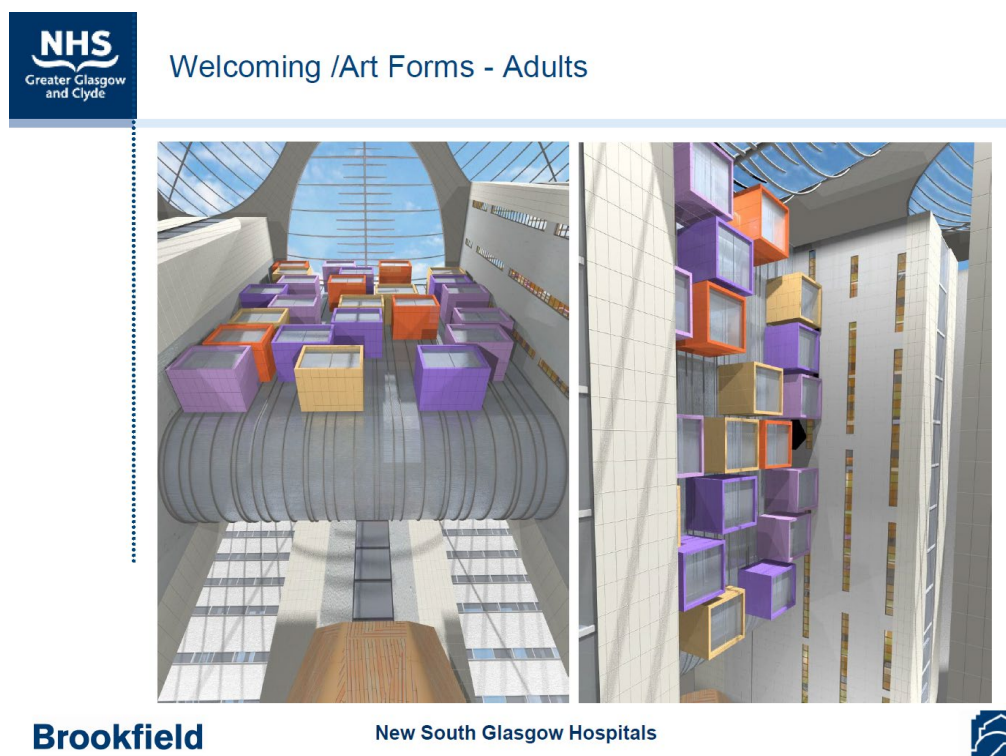 NHS
Greater Glasgow
and Clyde
Welcoming /Art Forms - Adults
Brookfield
New South Glasgow Hospitals